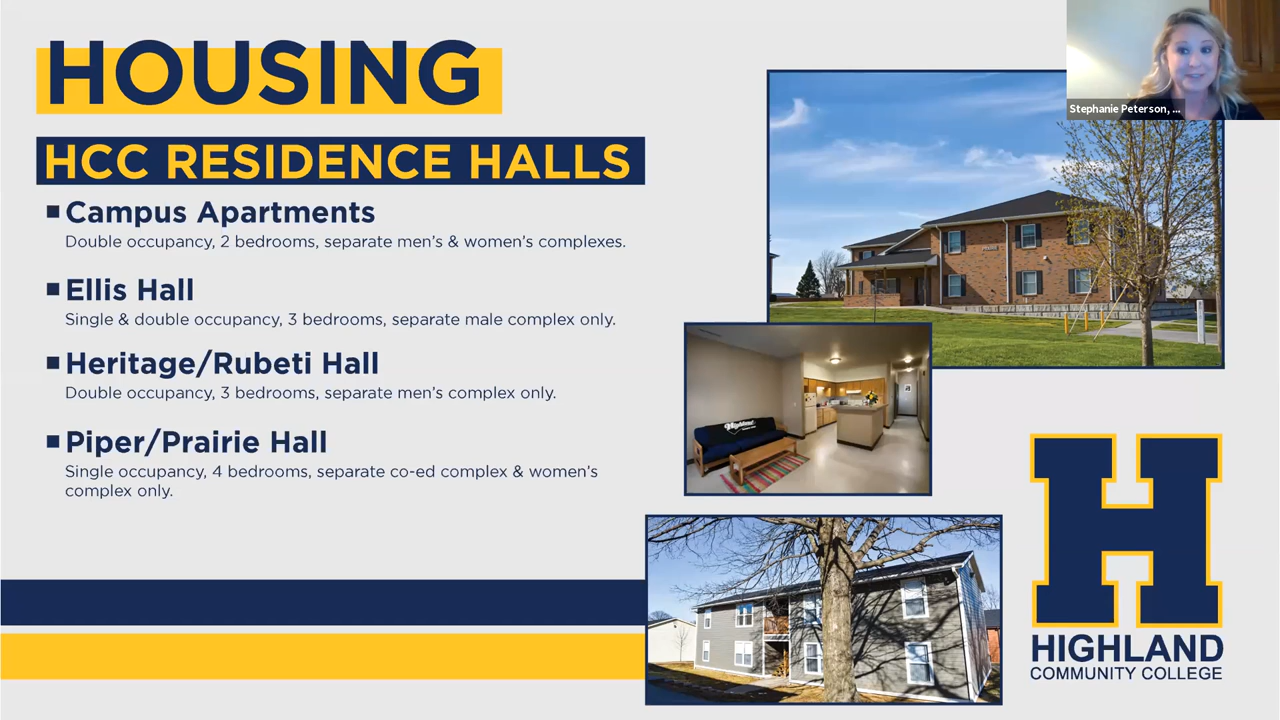 HOUSING
Stephanie Peterson, ...
HCC RESIDENCE HALLS
Campus Apartments
Double occupancy, 2 bedrooms, separate men's & women's complexes.
Ellis Hall
Single & double occupancy, 3 bedrooms, separate male complex only.
Heritage/Rubeti Hall
Double occupancy, 3 bedrooms, separate men's complex only.
Piper/Prairie Hall
Single occupancy, 4 bedrooms, separate co-ed complex & women's
complex only.
Highland
H
HIGHLAND
COMMUNITY COLLEGE